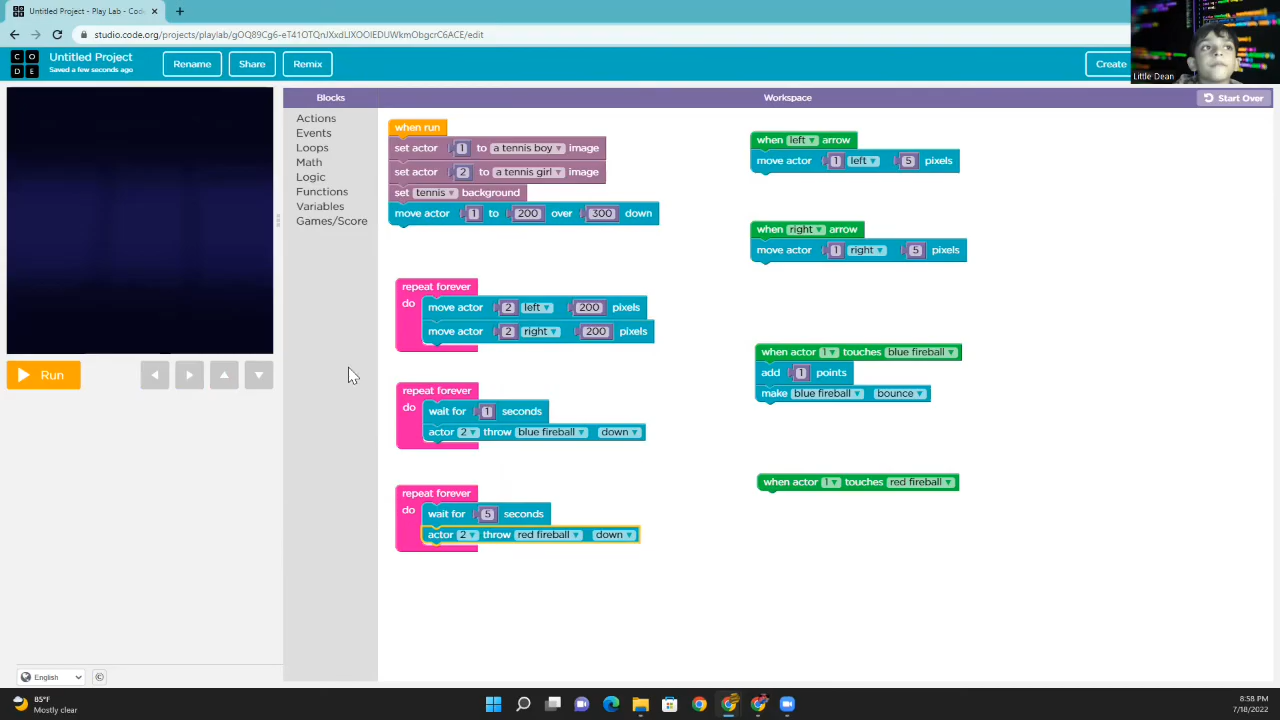 Untitled Project - Play Lab - Cod
studio.code.org/projects/playlab/gOQ89Cg6-eT41OTQnJXxdLlXOOIEDUWkmObgcrC6ACE/edit
C O
D E
Untitled Project
Saved a few seconds ago
Rename
Share
Remix
Create
Little Dean
Blocks
Workspace
Start Over
Actions
Events
Loops
Math
Logic
Functions
Variables
Games/Score
when run
set actor 1 to a tennis boy image
set actor 2 to a tennis girl image
set tennis background
move actor 1 to 200 over 300 down
repeat forever
do move actor 2 left 200 pixels
move actor 2 right 200 pixels
repeat forever
do wait for 1 seconds
actor 2 throw blue fireball down
repeat forever
do wait for 5 seconds
actor 2 throw red fireball down
when left arrow
move actor 1 left 5 pixels
when right arrow
move actor 1 right 5 pixels
when actor 1 touches blue fireball
add 1 points
make blue fireball bounce
when actor 1 touches red fireball
Run
English
©
85°F
Mostly clear
8:58 PM
7/18/2022